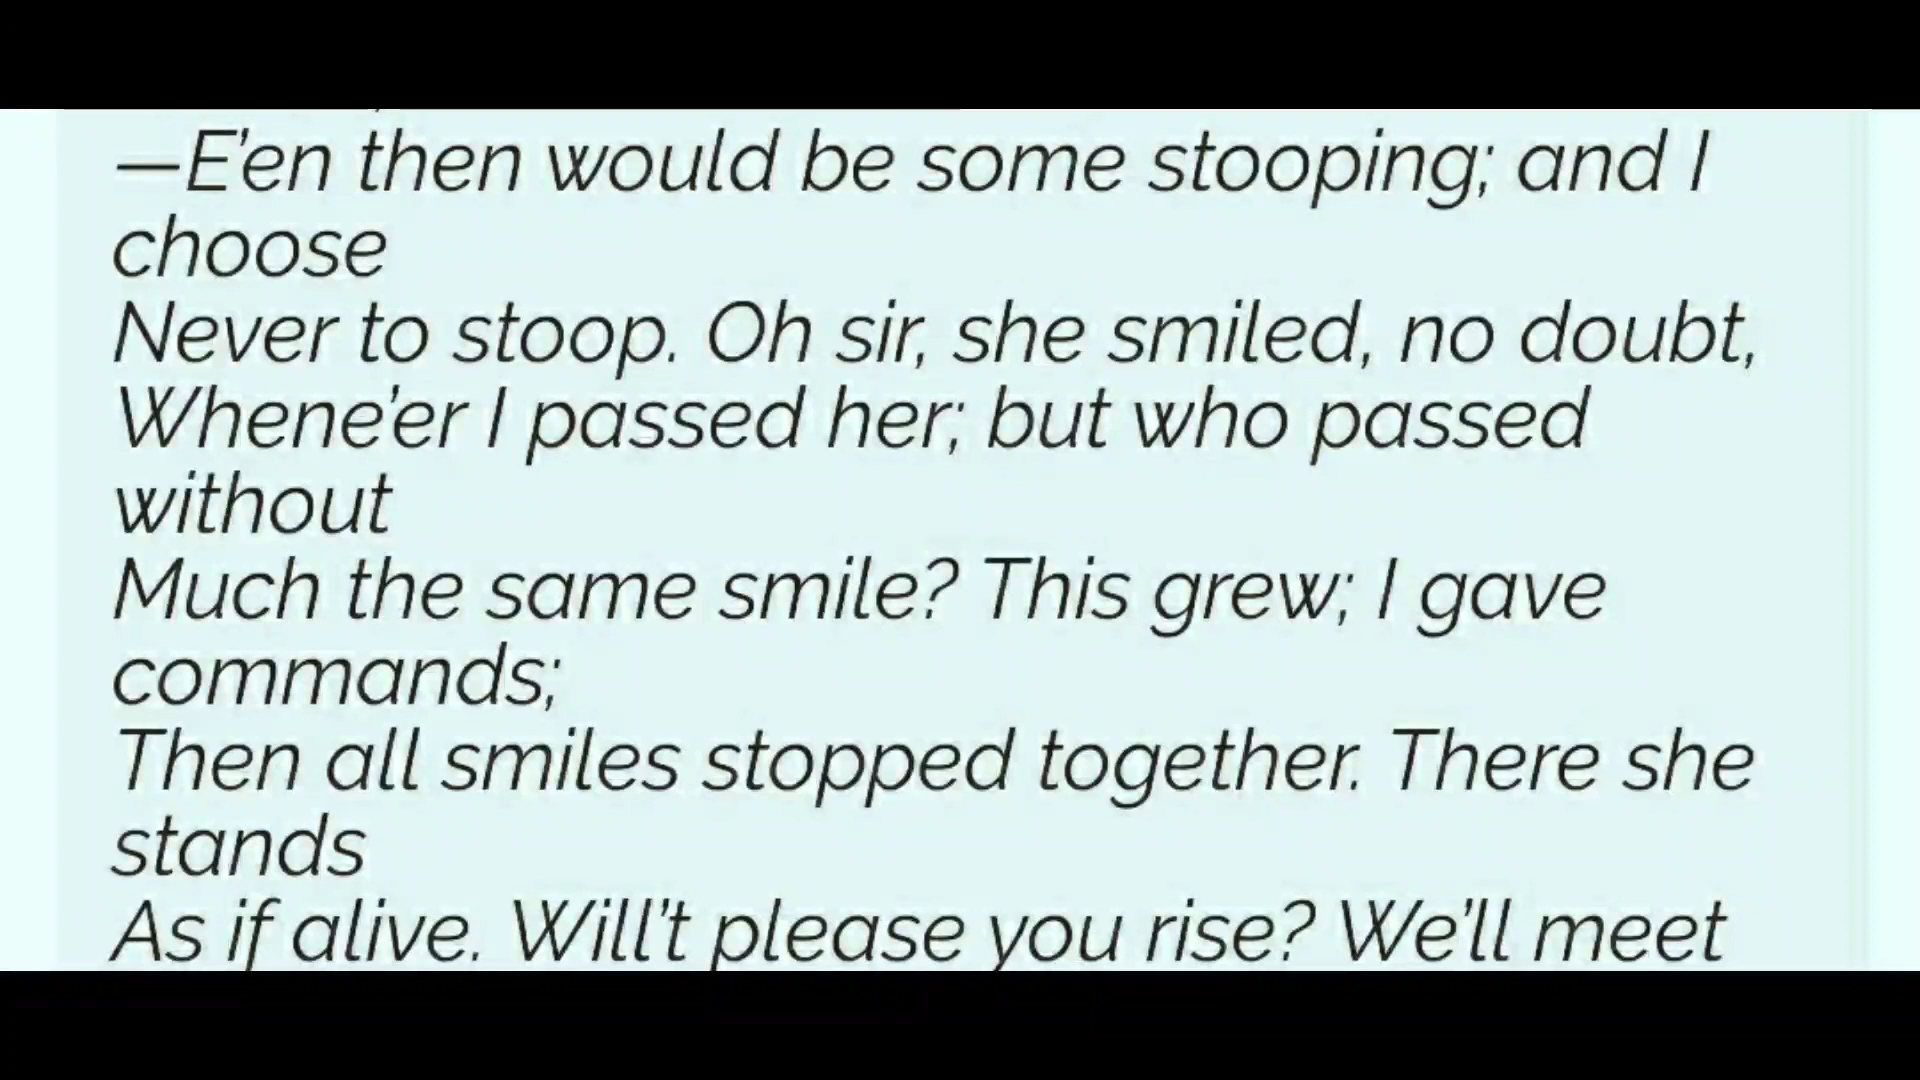 —E’en then would be some stooping; and I
choose
Never to stoop. Oh sir, she smiled, no doubt,
Whene’er I passed her; but who passed
without
Much the same smile? This grew; I gave
commands;
Then all smiles stopped together. There she
stands
As if alive. Will’t please you rise? We’ll meet